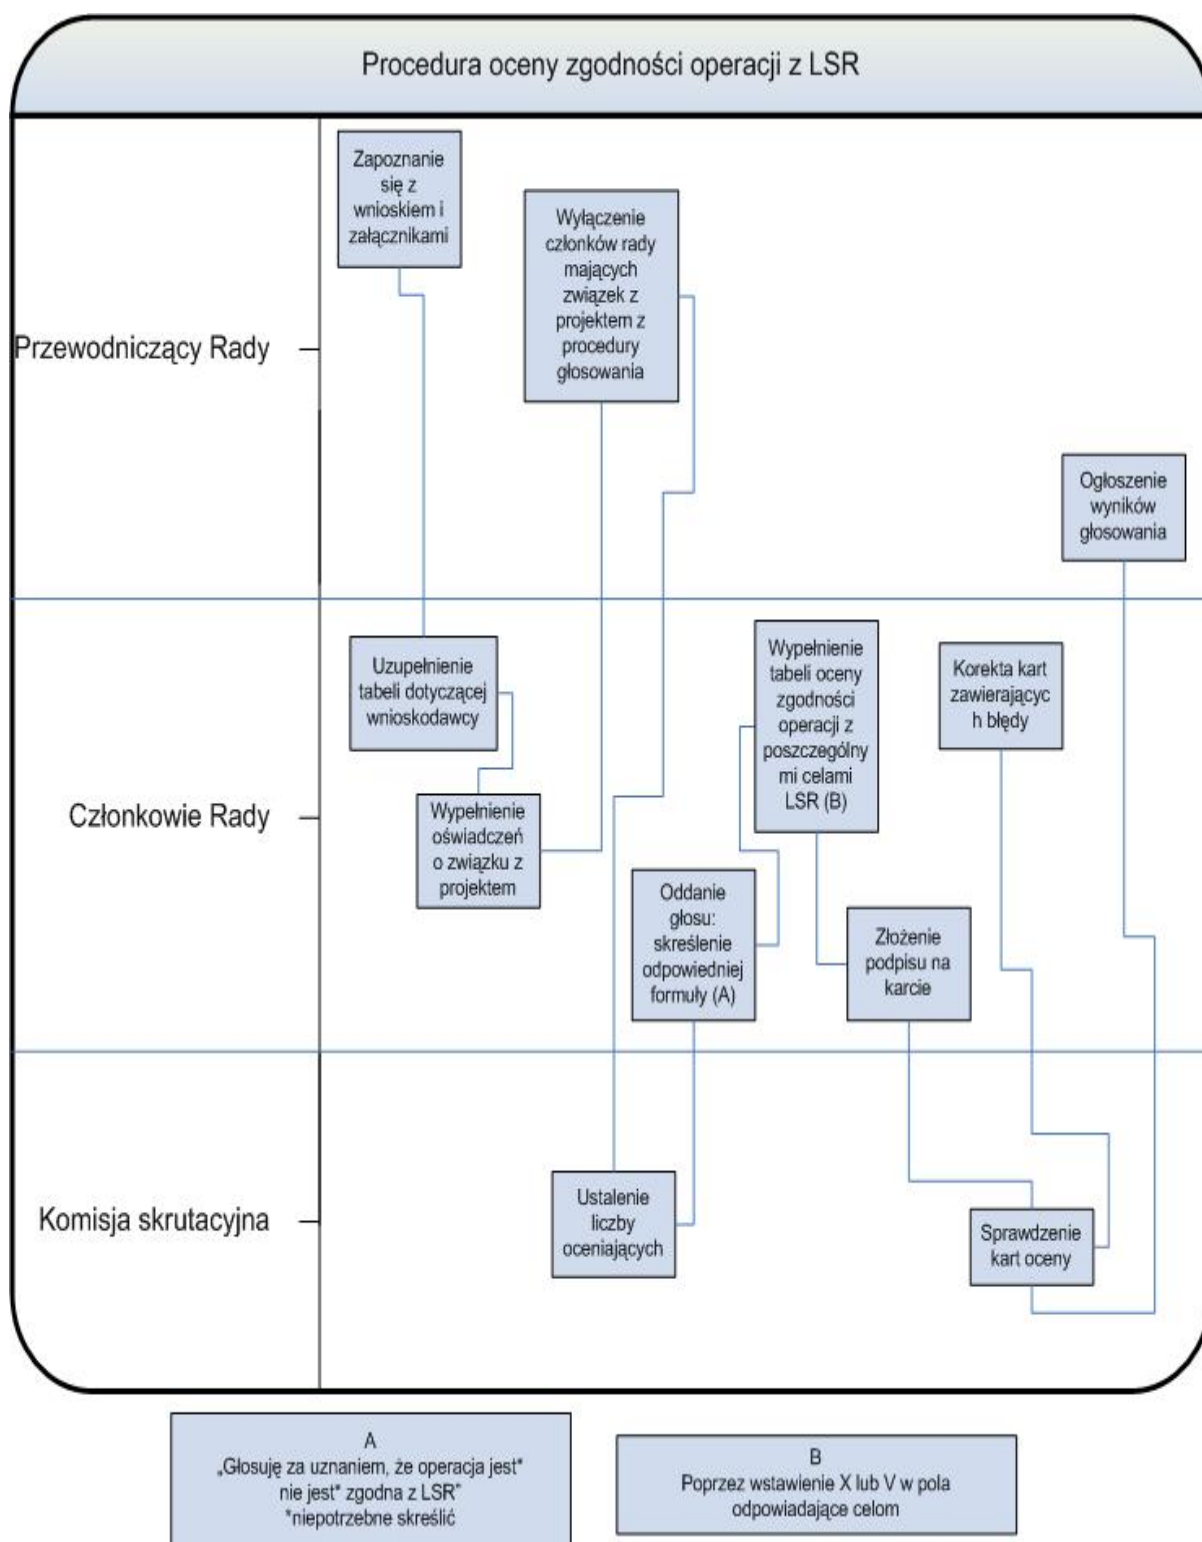 Procedura oceny zgodności operacji z LSR
Przewodniczący Rady
Zapoznanie
się z
wnioskiem i
załącznikami
Wyłączenie
członków rady
mających
związek z
projektem z
procedury
głosowania
Ogłoszenie
wyników
głosowania
Członkowie Rady
Uzupełnienie
tabeli dotyczącej
wnioskodawcy
Wypełnienie
oświadczeń
o związku z
projektem
Oddanie
głosu:
skreślenie
odpowiedniej
formuły (A)
Wypełnienie
tabeli oceny
zgodności
operacji z
poszczególny
mi celami
LSR (B)
Złożenie
podpisu na
karcie
Korekta kart
zawierającyc
h błędy
Komisja skrutacyjna
Ustalenie
liczby
oceniających
Sprawdzenie
kart oceny
A
„Głosuję za uznaniem, że operacja jest*
nie jest* zgodna z LSR”
*niepotrzebne skreślić
B
Poprzez wstawienie X lub V w pola
odpowiadające celom